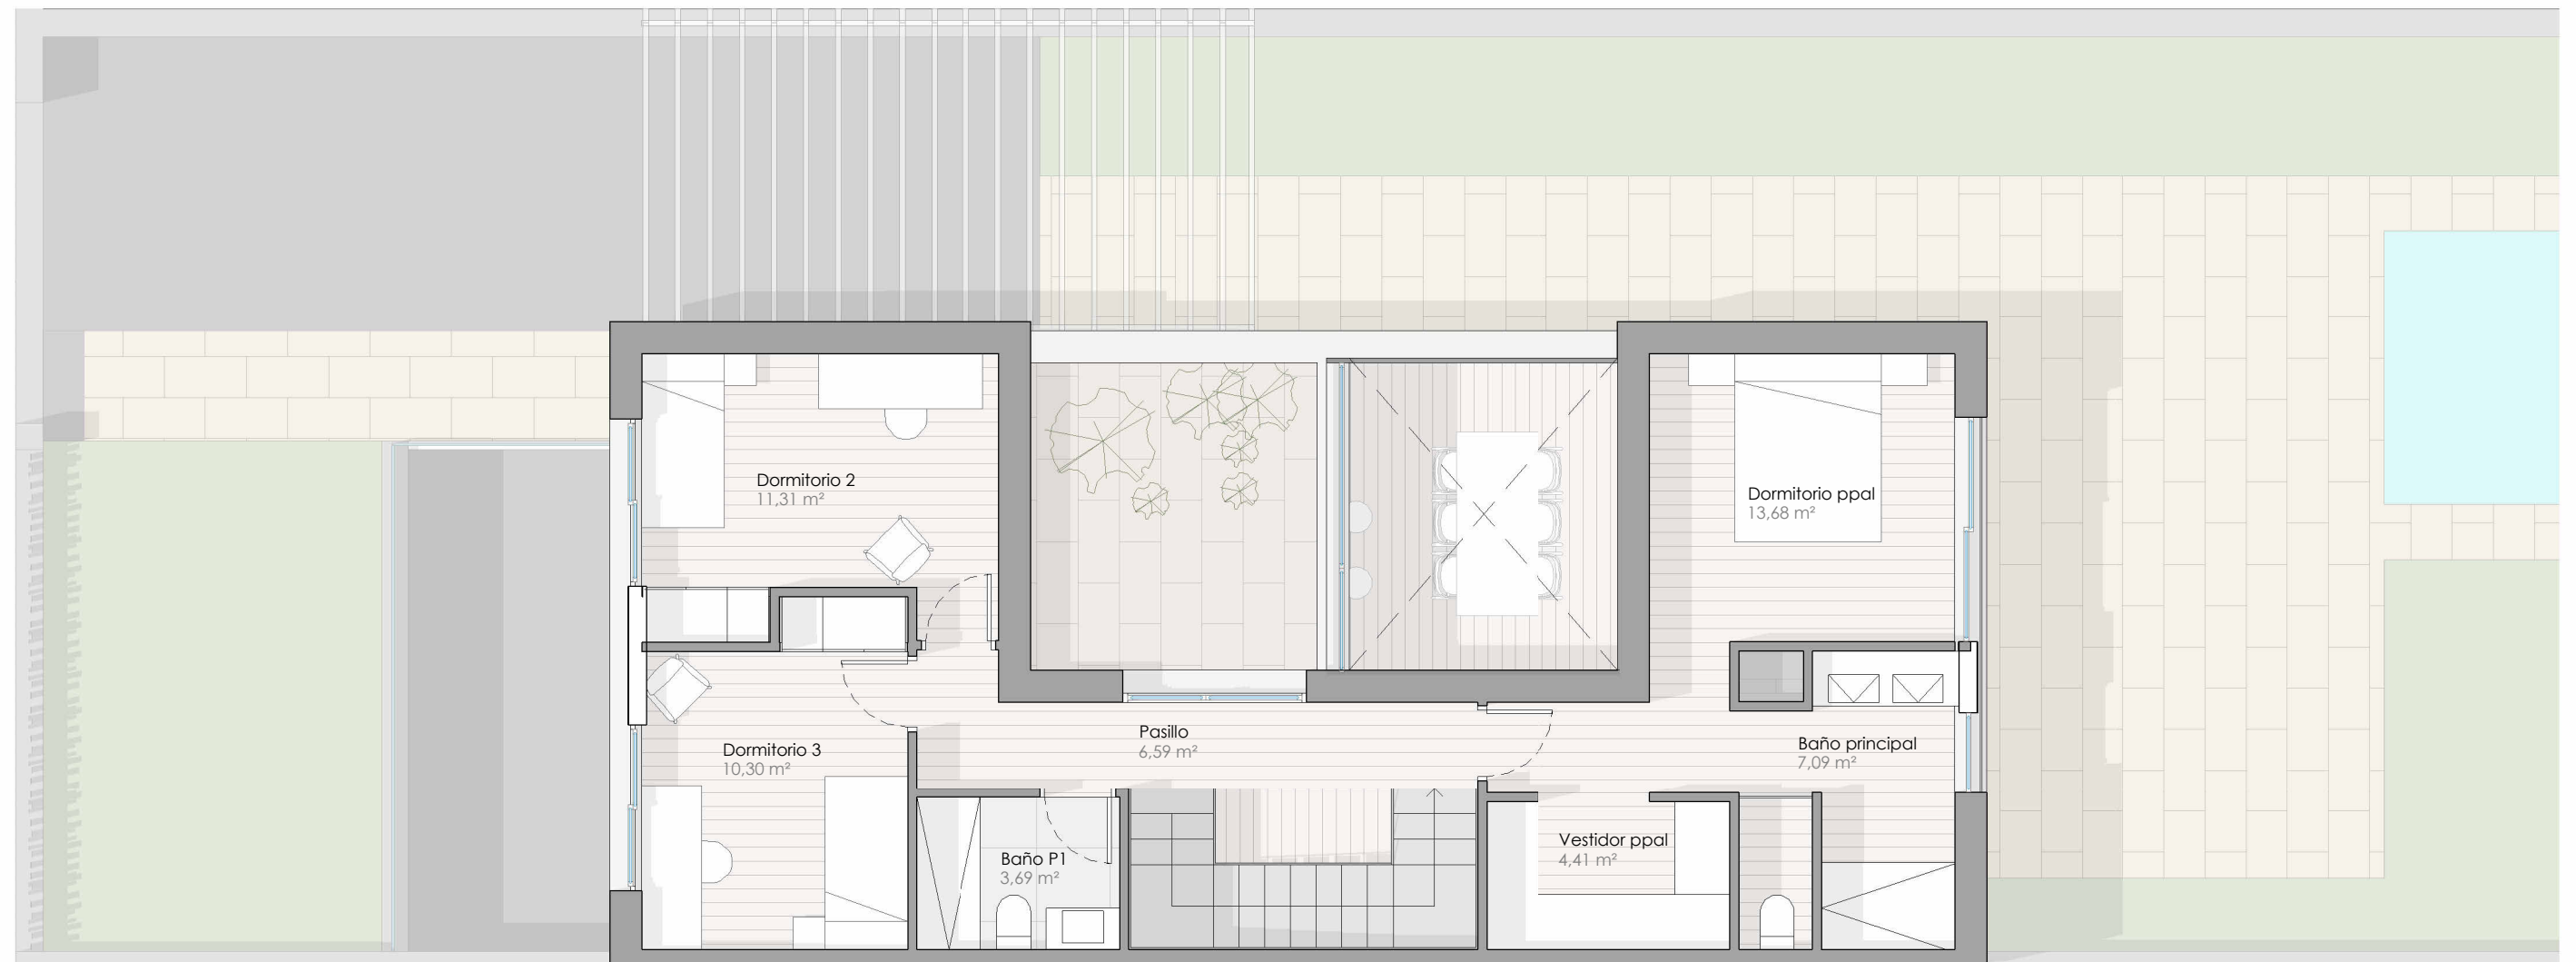 Dormitorio 2
11,31 m²
Dormitorio ppal
13,68 m²
Pasillo
6,59 m²
Dormitorio 3
10,30 m²
Baño principal
7,09 m²
Baño P1
3,69 m²
Vestidor ppal
4,41 m²